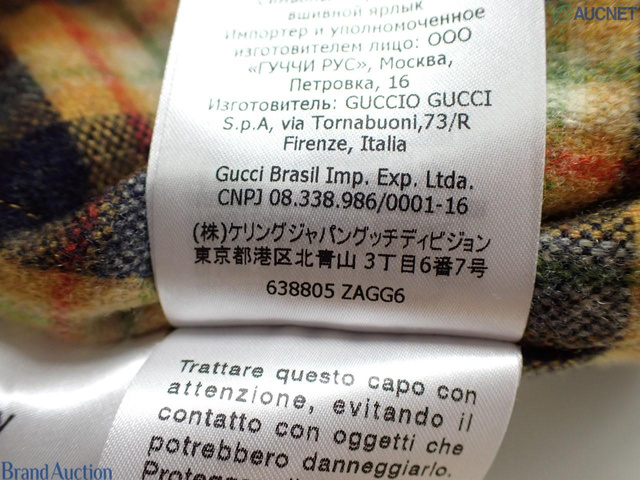 AUCNET
вшивной ярлык
Импортер и уполномоченное
изготовителем лицо: ООО
«ГУЧЧИ РУС», Москва,
Петровка, 16
Изготовитель: GUCCIO GUCCI
S.p.A, via Tornabuoni,73/R
Firenze, Italia
Gucci Brasil Imp. Exp. Ltda.
CNPJ 08.338.986/0001-16
(株)ケリングジャパングッチディビジョン
東京都港区北青山 3丁目6番7号
638805 ZAGG6
Trattare questo capo con
attenzione, evitando il
contatto con oggetti che
potrebbero danneggiarlo.
Brand Auction